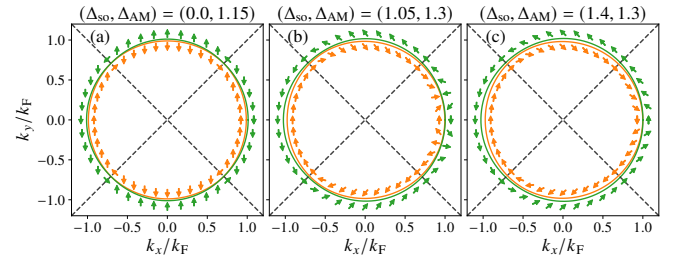 (Δso, ΔAM) = (0.0, 1.15) (Δso, ΔAM) = (1.05, 1.3) (Δso, ΔAM) = (1.4, 1.3)
(a) (b) (c)
1.0
0.5
0.0
−0.5
−1.0
ky/kF
−1.0 −0.5 0.0 0.5 1.0 −1.0 −0.5 0.0 0.5 1.0 −1.0 −0.5 0.0 0.5 1.0
kx/kF kx/kF kx/kF